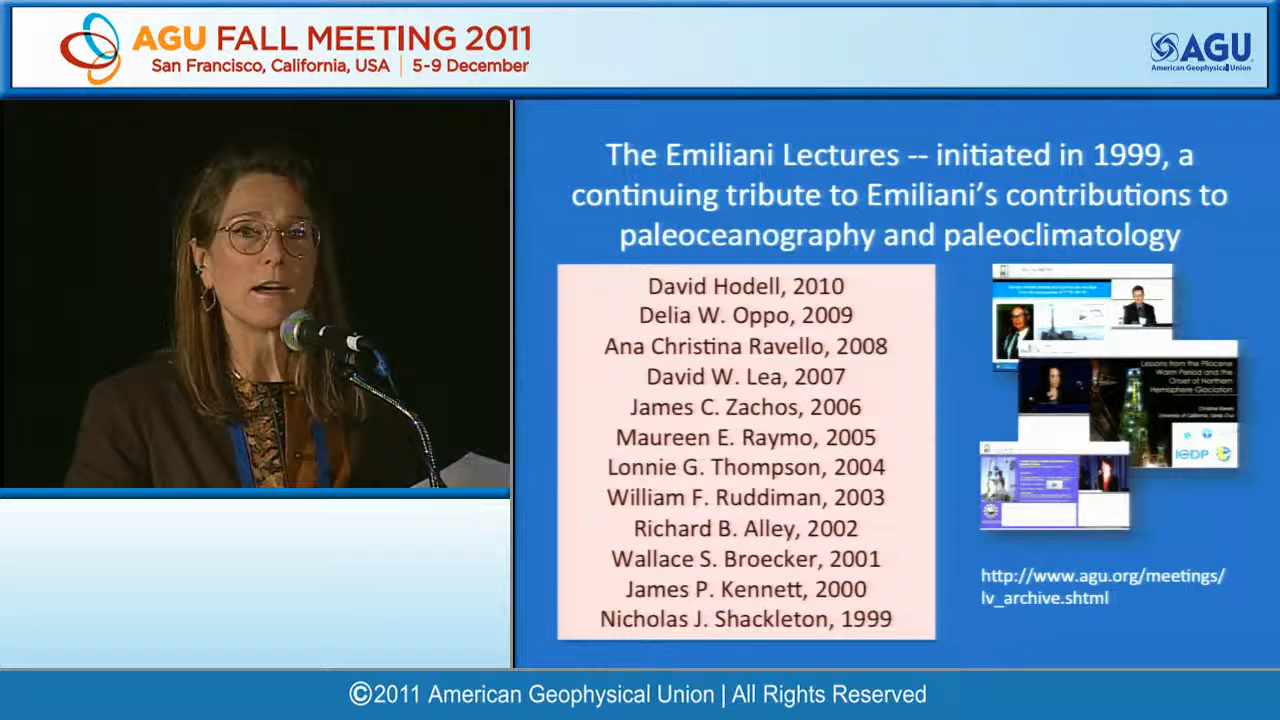 AGU FALL MEETING 2011
San Francisco, California, USA | 5-9 December
AGU
American Geophysical Union
The Emiliani Lectures -- initiated in 1999, a
continuing tribute to Emiliani's contributions to
paleoceanography and paleoclimatology
David Hodell, 2010
Delia W. Oppo, 2009
Ana Christina Ravello, 2008
David W. Lea, 2007
James C. Zachos, 2006
Maureen E. Raymo, 2005
Lonnie G. Thompson, 2004
William F. Ruddiman, 2003
Richard B. Alley, 2002
Wallace S. Broecker, 2001
James P. Kennett, 2000
Nicholas J. Shackleton, 1999
Lessons from the Pliocene
Warm Period and the
Onset of Northern
Hemisphere Glaciation
University of California, Santa Cruz
IODP
http://www.agu.org/meetings/
lv_archive.shtml
©2011 American Geophysical Union | All Rights Reserved